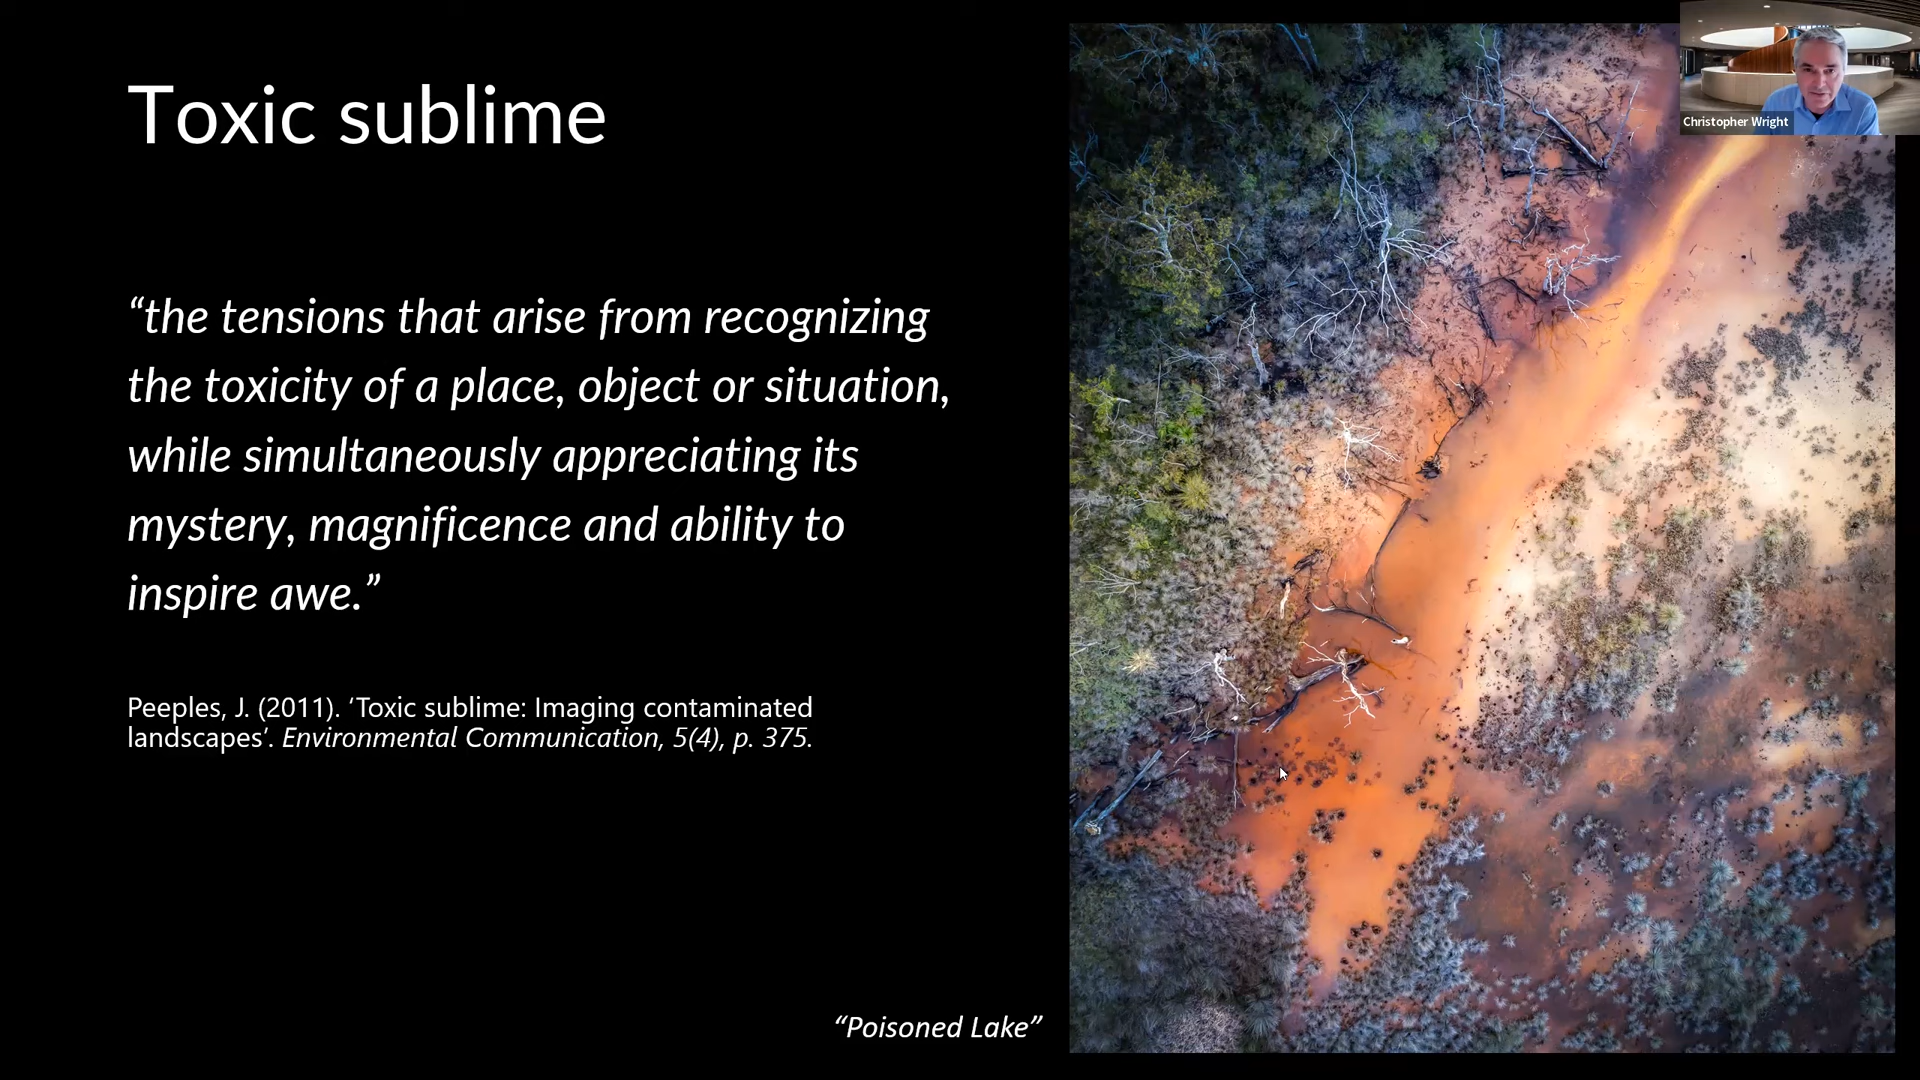 Toxic sublime
“the tensions that arise from recognizing
the toxicity of a place, object or situation,
while simultaneously appreciating its
mystery, magnificence and ability to
inspire awe.”
Peeples, J. (2011). ‘Toxic sublime: Imaging contaminated
landscapes’. Environmental Communication, 5(4), p. 375.
“Poisoned Lake”
Christopher Wright